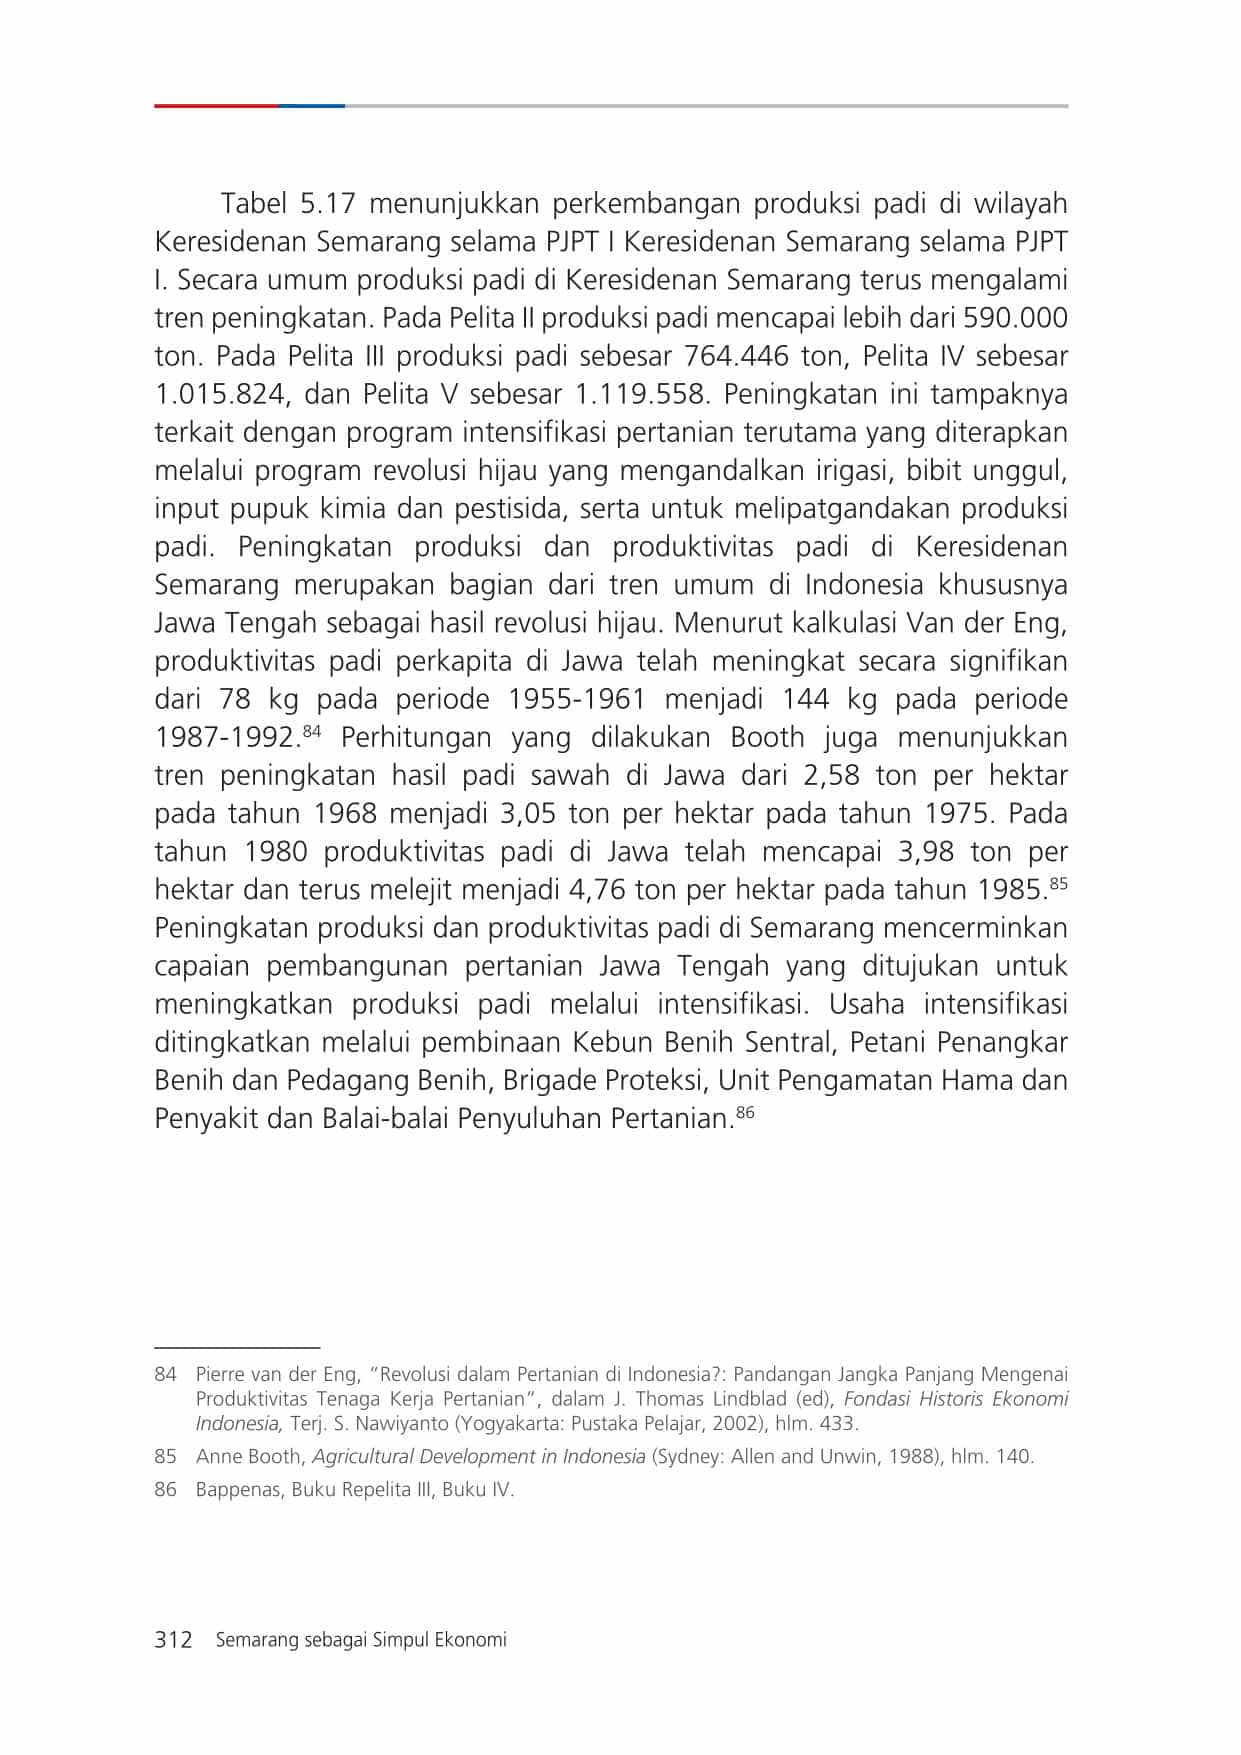 Tabel 5.17 menunjukkan perkembangan produksi padi di wilayah
Keresidenan Semarang selama PJPT I Keresidenan Semarang selama PJPT
I. Secara umum produksi padi di Keresidenan Semarang terus mengalami
tren peningkatan. Pada Pelita II produksi padi mencapai lebih dari 590.000
ton. Pada Pelita III produksi padi sebesar 764.446 ton, Pelita IV sebesar
1.015.824, dan Pelita V sebesar 1.119.558. Peningkatan ini tampaknya
terkait dengan program intensifikasi pertanian terutama yang diterapkan
melalui program revolusi hijau yang mengandalkan irigasi, bibit unggul,
input pupuk kimia dan pestisida, serta untuk melipatgandakan produksi
padi. Peningkatan produksi dan produktivitas padi di Keresidenan
Semarang merupakan bagian dari tren umum di Indonesia khususnya
Jawa Tengah sebagai hasil revolusi hijau. Menurut kalkulasi Van der Eng,
produktivitas padi perkapita di Jawa telah meningkat secara signifikan
dari 78 kg pada periode 1955-1961 menjadi 144 kg pada periode
1987-1992.84 Perhitungan yang dilakukan Booth juga menunjukkan
tren peningkatan hasil padi sawah di Jawa dari 2,58 ton per hektar
pada tahun 1968 menjadi 3,05 ton per hektar pada tahun 1975. Pada
tahun 1980 produktivitas padi di Jawa telah mencapai 3,98 ton per
hektar dan terus melejit menjadi 4,76 ton per hektar pada tahun 1985.85
Peningkatan produksi dan produktivitas padi di Semarang mencerminkan
capaian pembangunan pertanian Jawa Tengah yang ditujukan untuk
meningkatkan produksi padi melalui intensifikasi. Usaha intensifikasi
ditingkatkan melalui pembinaan Kebun Benih Sentral, Petani Penangkar
Benih dan Pedagang Benih, Brigade Proteksi, Unit Pengamatan Hama dan
Penyakit dan Balai-balai Penyuluhan Pertanian.86
84 Pierre van der Eng, “Revolusi dalam Pertanian di Indonesia?: Pandangan Jangka Panjang Mengenai
Produktivitas Tenaga Kerja Pertanian”, dalam J. Thomas Lindblad (ed), Fondasi Historis Ekonomi
Indonesia, Terj. S. Nawiyanto (Yogyakarta: Pustaka Pelajar, 2002), hlm. 433.
85 Anne Booth, Agricultural Development in Indonesia (Sydney: Allen and Unwin, 1988), hlm. 140.
86 Bappenas, Buku Repelita III, Buku IV.
312 Semarang sebagai Simpul Ekonomi